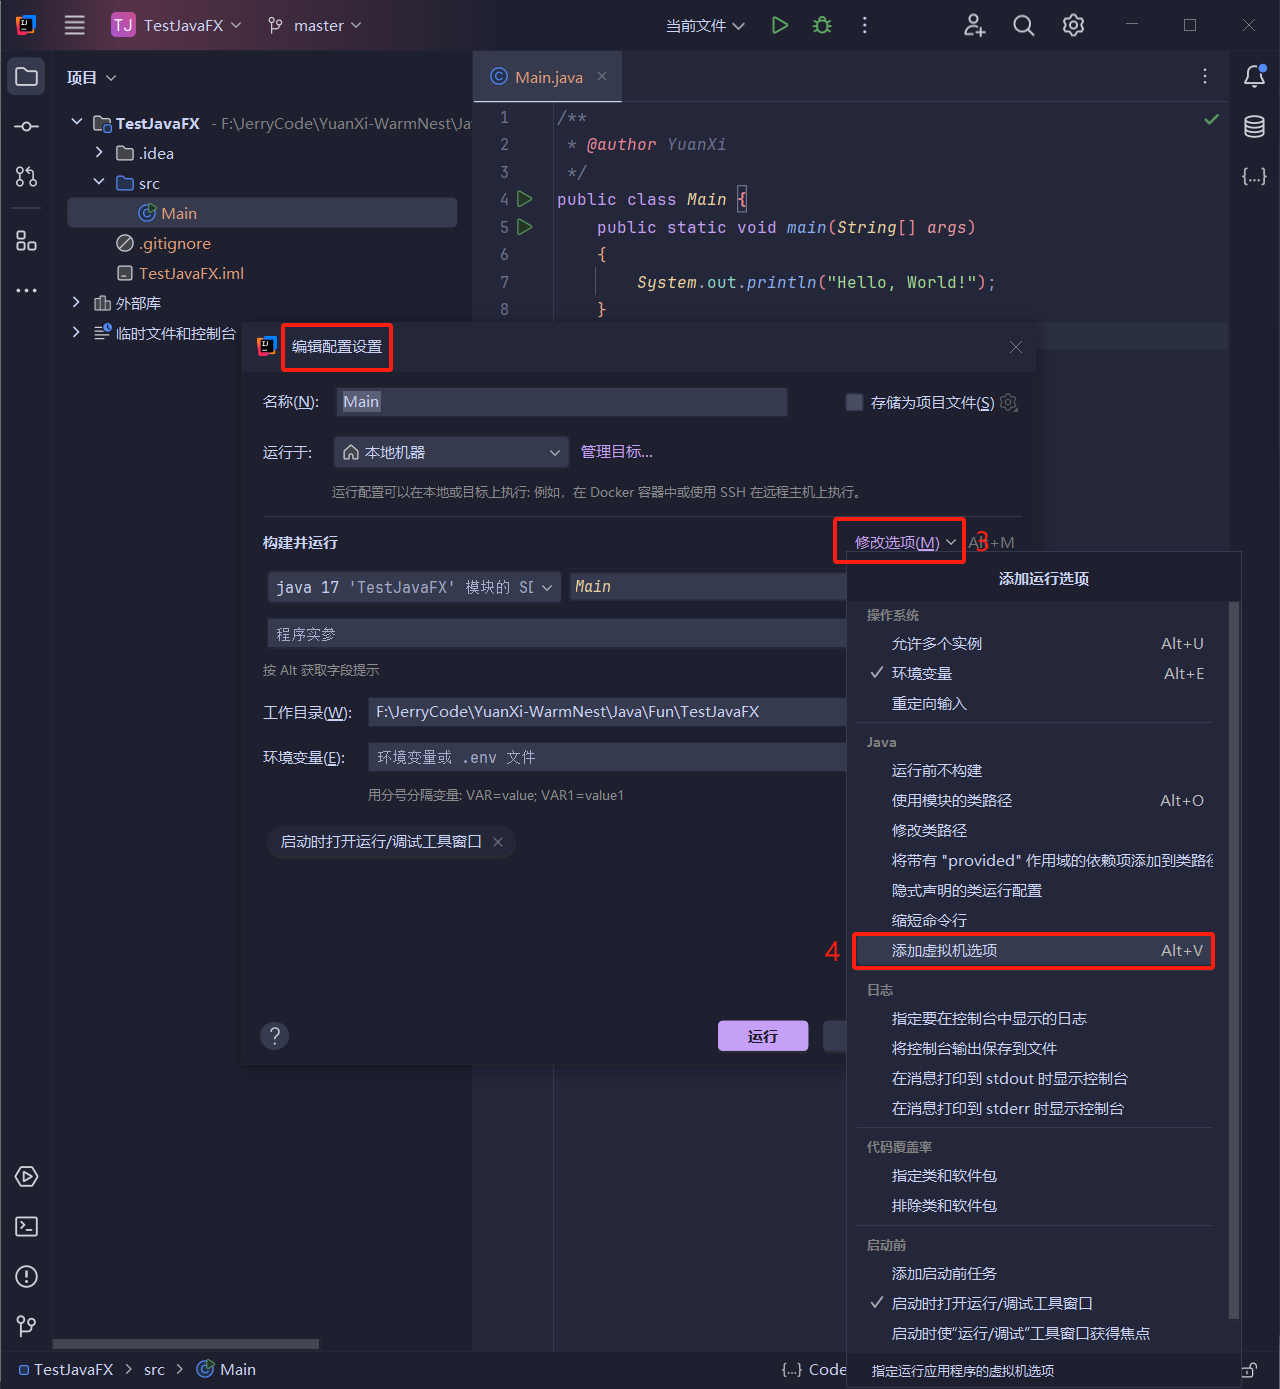 TJ TestJavaFX master 当前文件
项目
Main.java
TestJavaFX - F:\JerryCode\YuanXi-WarmNest\Ja
.idea
src
Main
.gitignore
TestJavaFX.iml
外部库
临时文件和控制台
1 /**
2 * @author YuanXi
3 */
4 public class Main {
5 public static void main(String[] args)
6 {
7 System.out.println("Hello, World!");
8 }
编辑配置设置
名称(N): Main 存储为项目文件(S)
运行于: 本地机器 管理目标...
运行配置可以在本地或目标上执行: 例如，在 Docker 容器中或使用 SSH 在远程主机上执行。
构建并运行 修改选项(M) 3 Alt+M
java 17 'TestJavaFX' 模块的 SD Main
程序实参
按 Alt 获取字段提示
工作目录(W): F:\JerryCode\YuanXi-WarmNest\Java\Fun\TestJavaFX
环境变量(E): 环境变量或 .env 文件
用分号分隔变量: VAR=value; VAR1=value1
启动时打开运行/调试工具窗口
? 运行
添加运行选项
操作系统
允许多个实例 Alt+U
环境变量 Alt+E
重定向输入
Java
运行前不构建
使用模块的类路径 Alt+O
修改类路径
将带有 "provided" 作用域的依赖项添加到类路径
隐式声明的类运行配置
缩短命令行
4 添加虚拟机选项 Alt+V
日志
指定要在控制台中显示的日志
将控制台输出保存到文件
在消息打印到 stdout 时显示控制台
在消息打印到 stderr 时显示控制台
代码覆盖率
指定类和软件包
排除类和软件包
启动前
添加启动前任务
启动时打开运行/调试工具窗口
启动时使“运行/调试”工具窗口获得焦点
指定运行应用程序的虚拟机选项
TestJavaFX src Main {...} Code